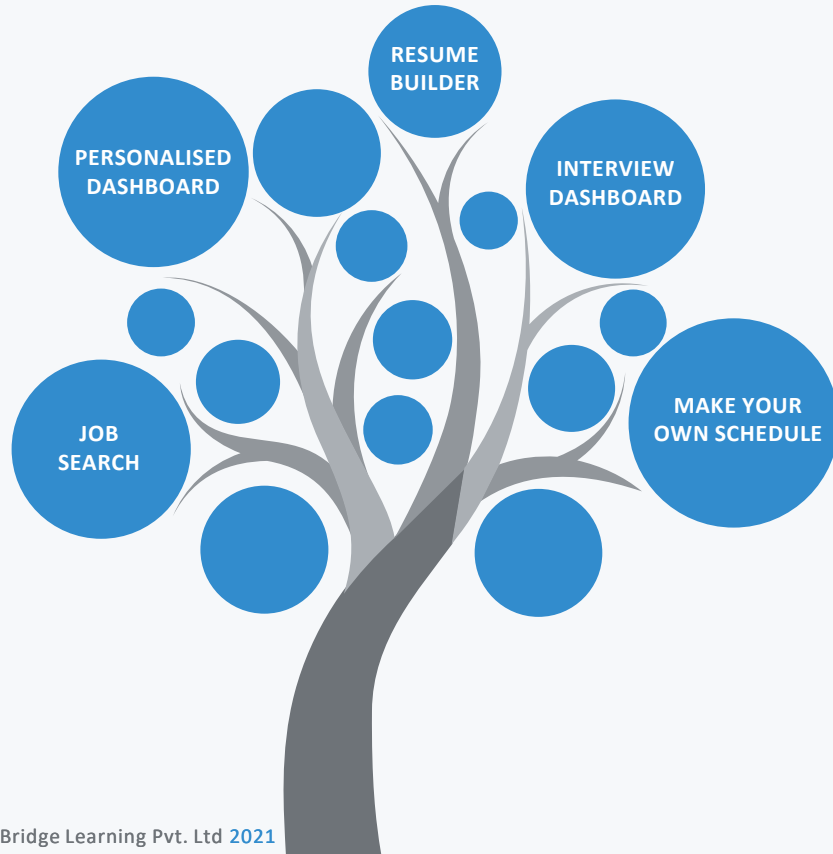 RESUME
BUILDER
PERSONALISED
DASHBOARD
INTERVIEW
DASHBOARD
MAKE YOUR
OWN SCHEDULE
JOB
SEARCH
Bridge Learning Pvt. Ltd 2021